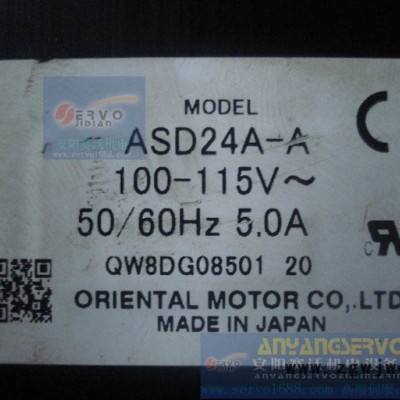 MODEL
SERVO
JIDIAN
ASD24A-A
100-115V~
50/60Hz 5.0A
QW8DG08501 20
ORIENTAL MOTOR CO,.LTD
MADE IN JAPAN
ANYANGSERVO